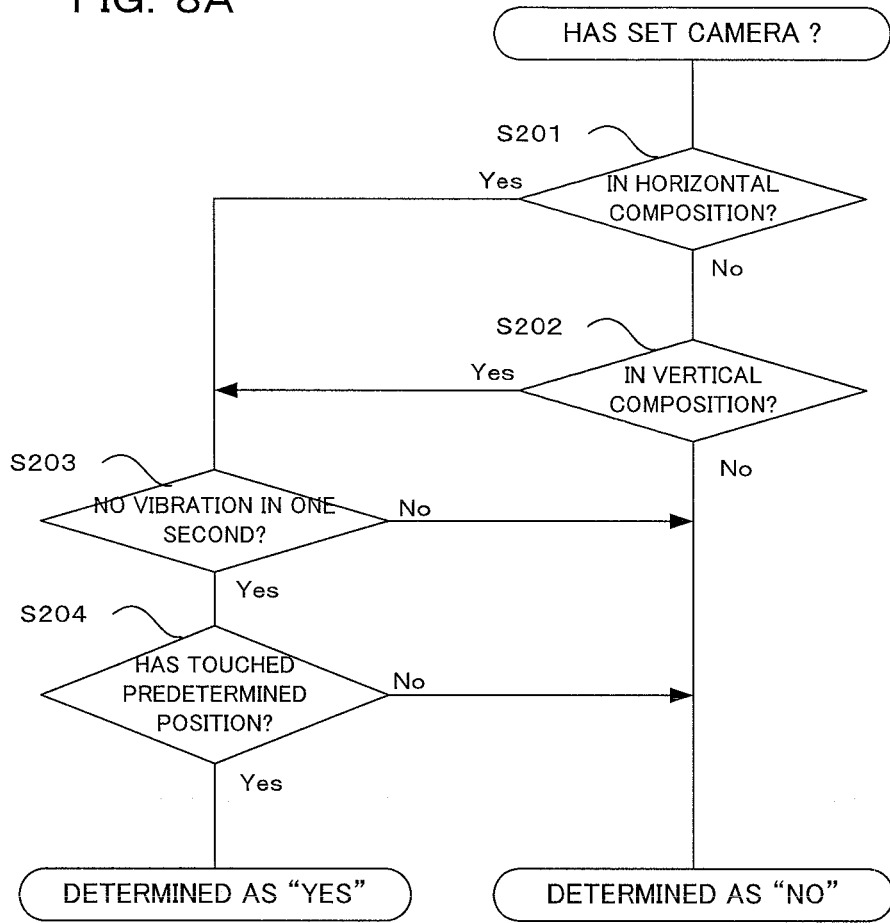 FIG. 8A
HAS SET CAMERA ?
S201
Yes
IN HORIZONTAL
COMPOSITION?
No
S202
Yes
IN VERTICAL
COMPOSITION?
No
S203
NO VIBRATION IN ONE
SECOND?
No
Yes
S204
HAS TOUCHED
PREDETERMINED
POSITION?
No
Yes
DETERMINED AS “YES”
DETERMINED AS “NO”